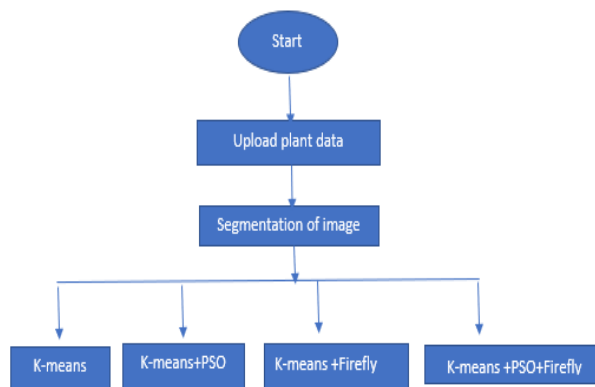 Start
Upload plant data
Segmentation of image
K-means
K-means+PSO
K-means +Firefly
K-means +PSO+Firefly